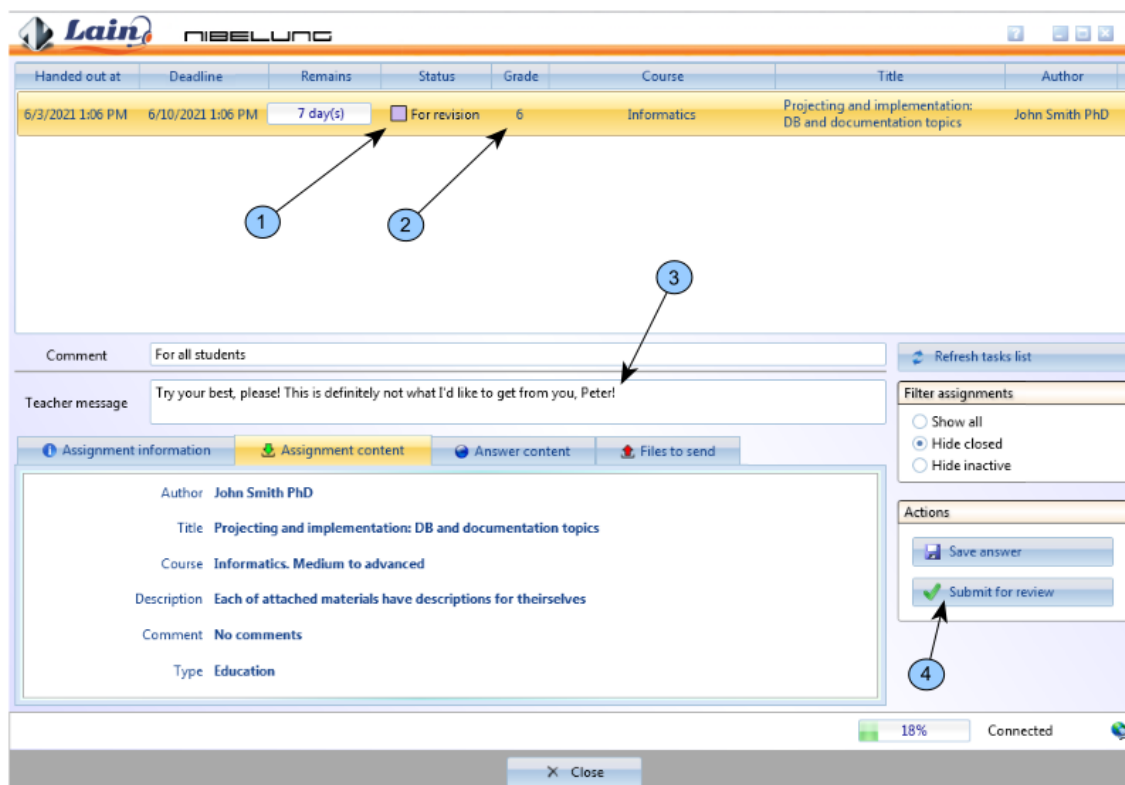 Lain NIBELUNG ?
Handed out at Deadline Remains Status Grade Course Title Author
6/3/2021 1:06 PM 6/10/2021 1:06 PM 7 day(s) For revision 6 Informatics Projecting and implementation: John Smith PhD
DB and documentation topics
1
2
3
Comment For all students
Refresh tasks list
Teacher message Try your best, please! This is definitely not what I'd like to get from you, Peter!
Filter assignments
Show all
Hide closed
Hide inactive
Assignment information Assignment content Answer content Files to send
Author John Smith PhD
Title Projecting and implementation: DB and documentation topics
Course Informatics. Medium to advanced
Description Each of attached materials have descriptions for theirselves
Comment No comments
Type Education
Actions
Save answer
Submit for review
4
18% Connected
Close